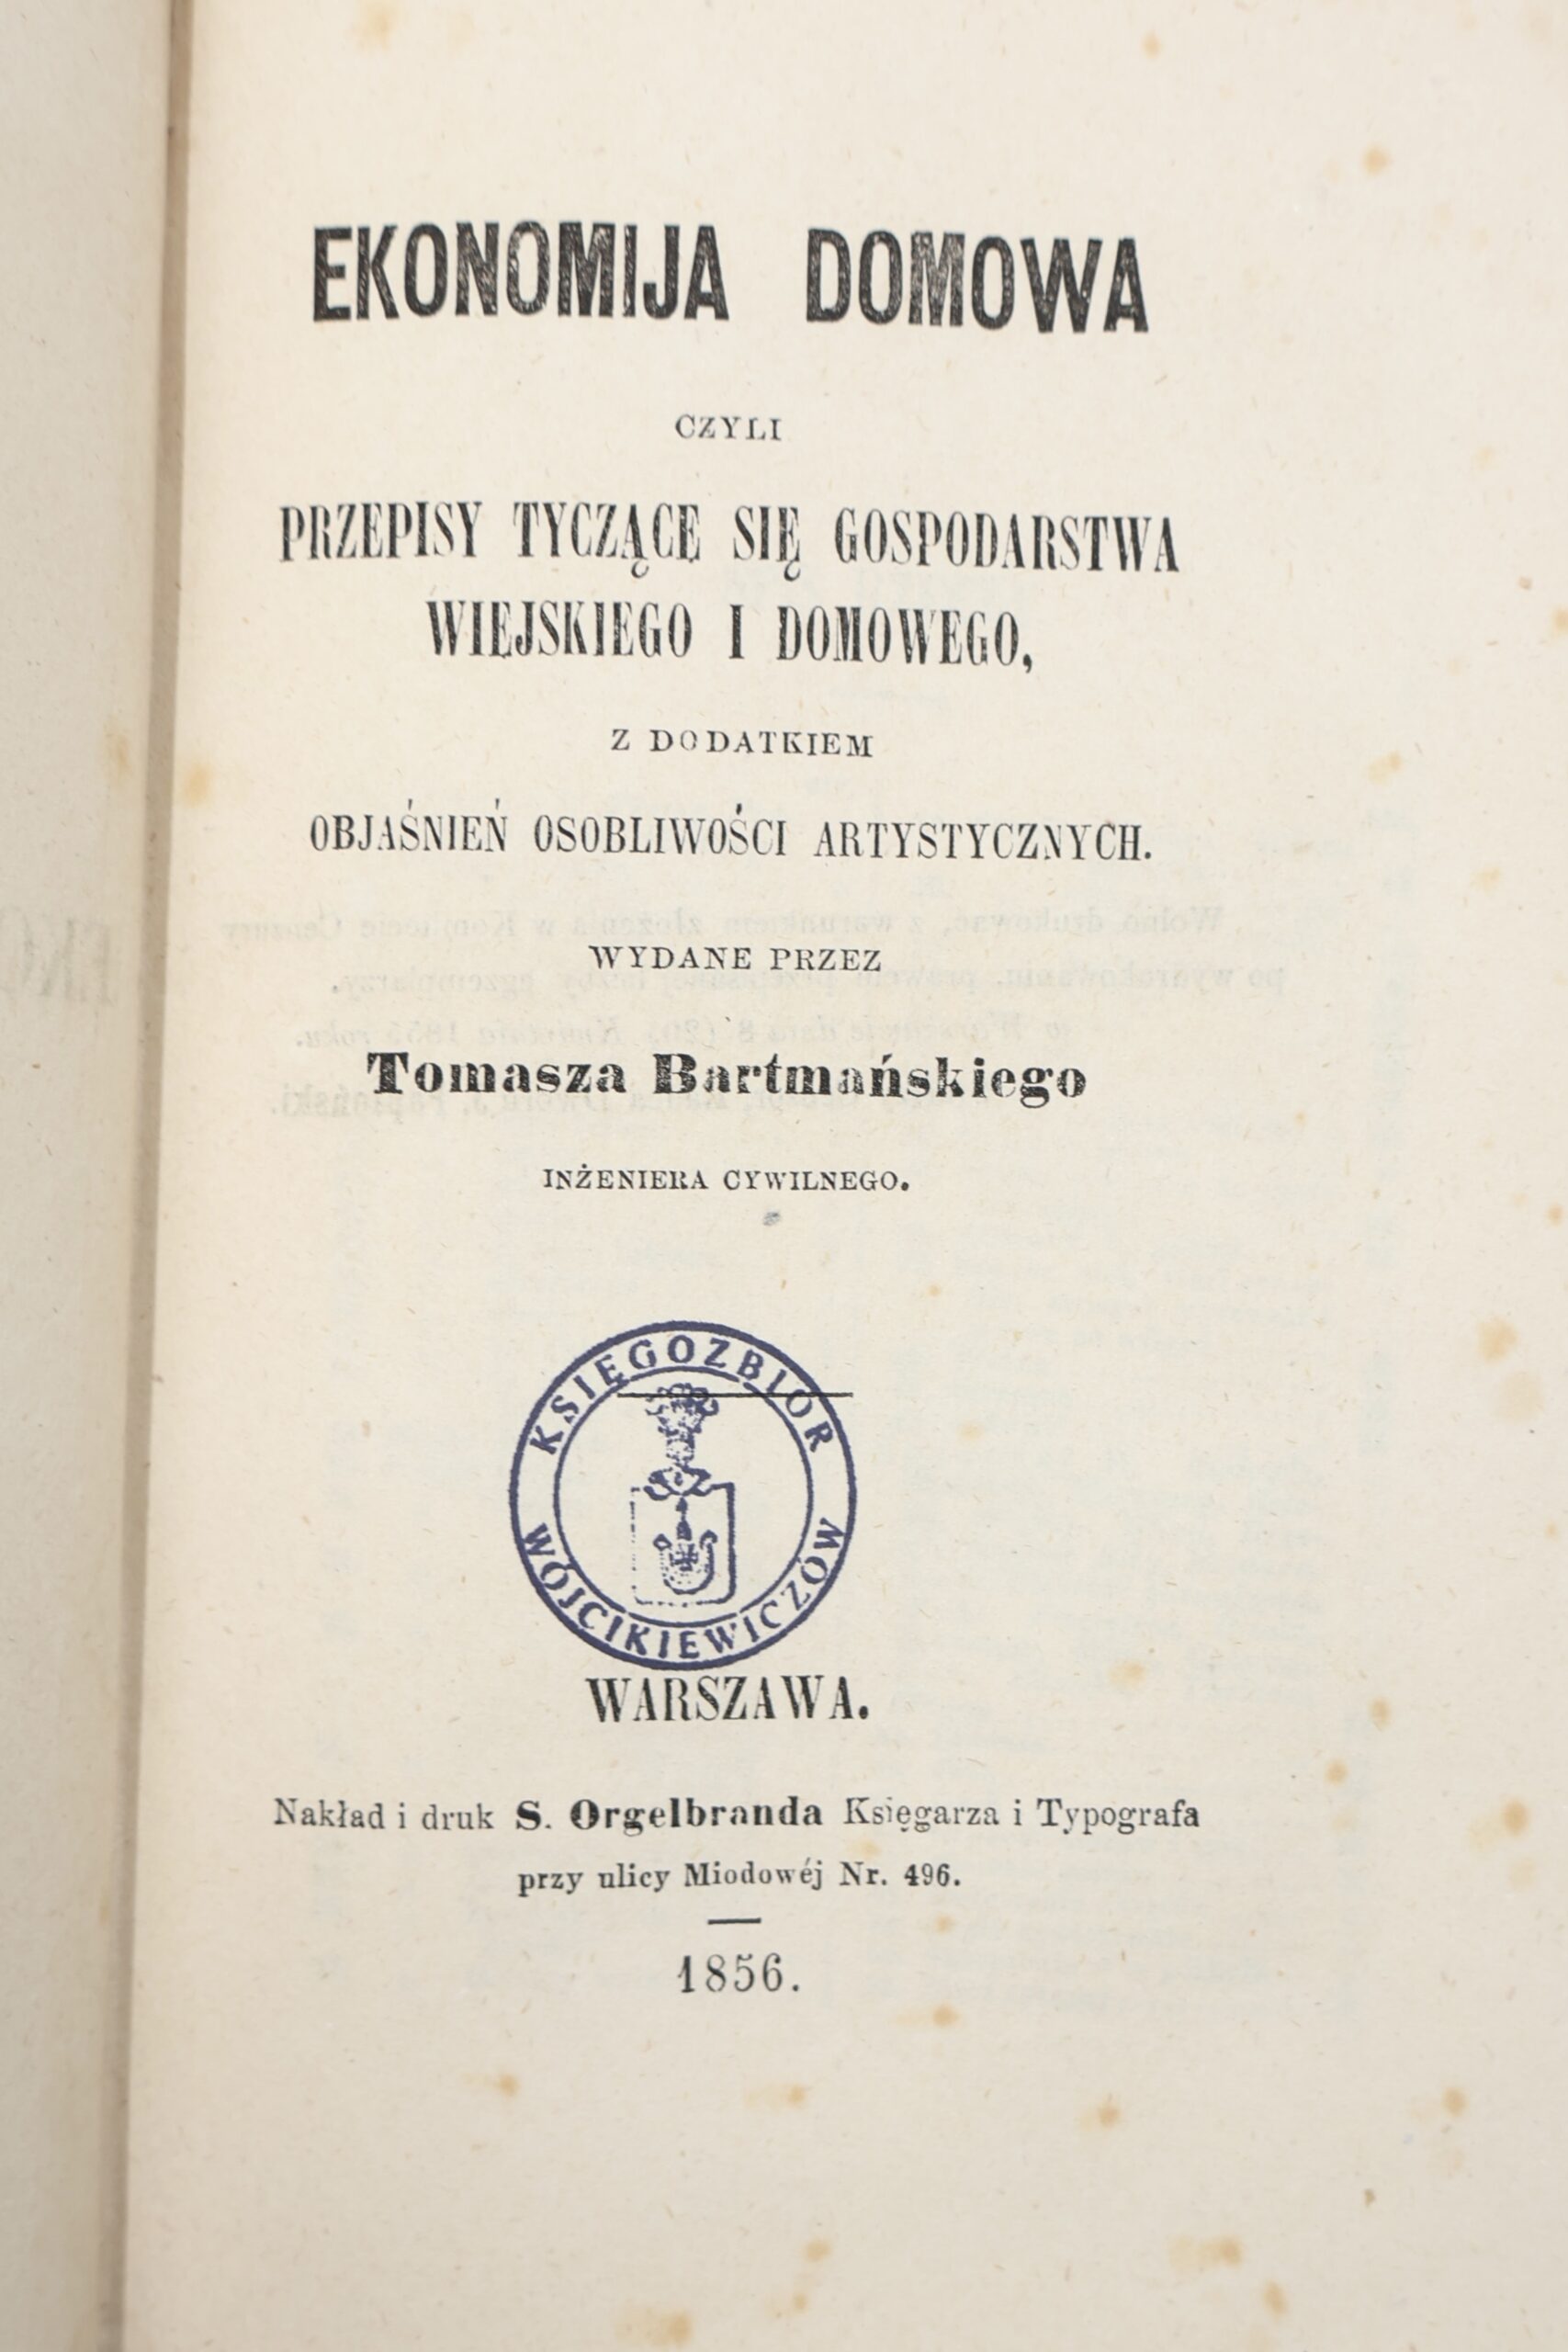 EKONOMIJA DOMOWA
CZYLI
PRZEPISY TYCZĄCE SIĘ GOSPODARSTWA
WIEJSKIEGO I DOMOWEGO,
Z DODATKIEM
OBJAŚNIEŃ OSOBLIWOŚCI ARTYSTYCZNYCH.
WYDANE PRZEZ
Tomasza Bartmańskiego
INŻENIERA CYWILNEGO.
KSIĘGOZBIÓR
WÓJCIKIEWICZÓW
WARSZAWA.
Nakład i druk S. Orgelbranda Księgarza i Typografa
przy ulicy Miodowéj Nr. 496.
1856.